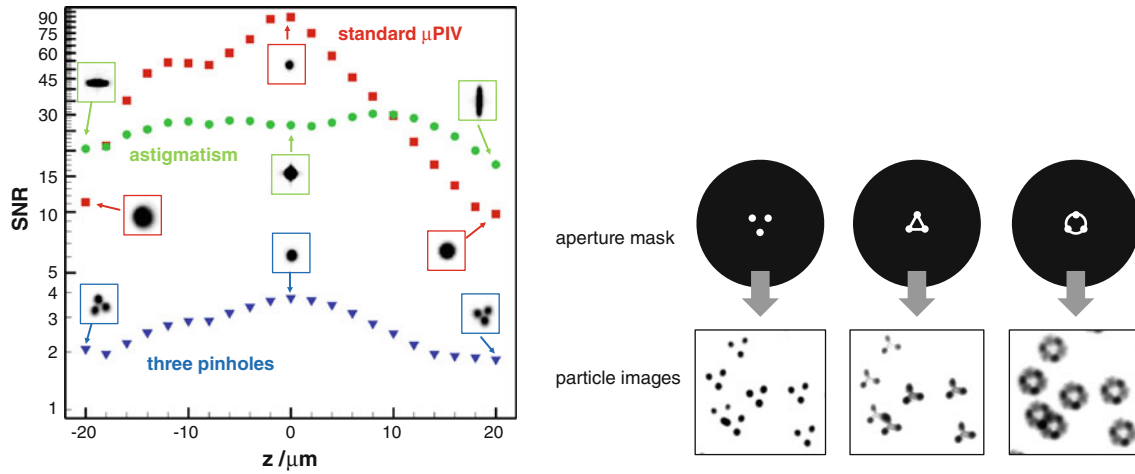 90
75
60
45
30
15
10
5
4
3
2
1
SNR
standard μPIV
astigmatism
three pinholes
-20
-10
0
10
20
z /μm
aperture mask
particle images